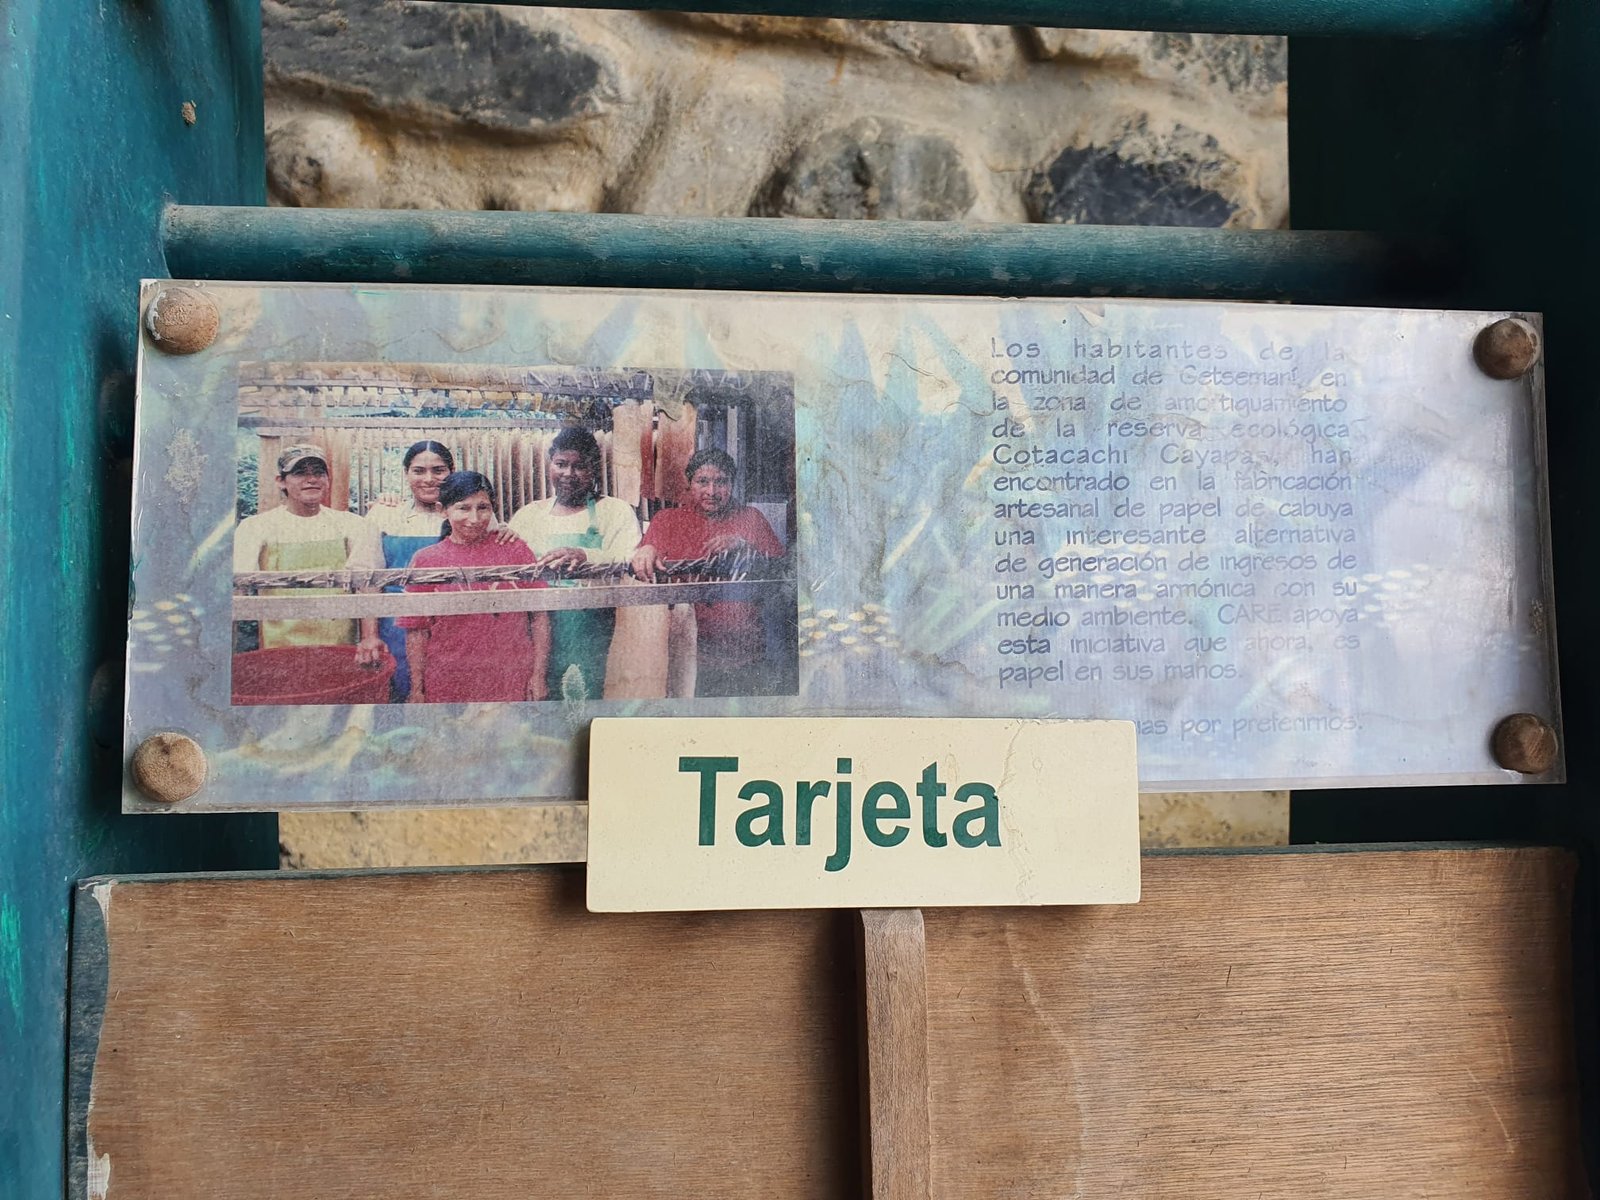 Los habitantes de la
comunidad de Getsemaní, en
la zona de amortiguamiento
de la reserva ecológica
Cotacachi Cayapas, han
encontrado en la fabricación
artesanal de papel de cabuya
una interesante alternativa
de generación de ingresos de
una manera armónica con su
medio ambiente. CARE apoya
esta iniciativa que ahora, es
papel en sus manos.
por preferirnos.
Tarjeta